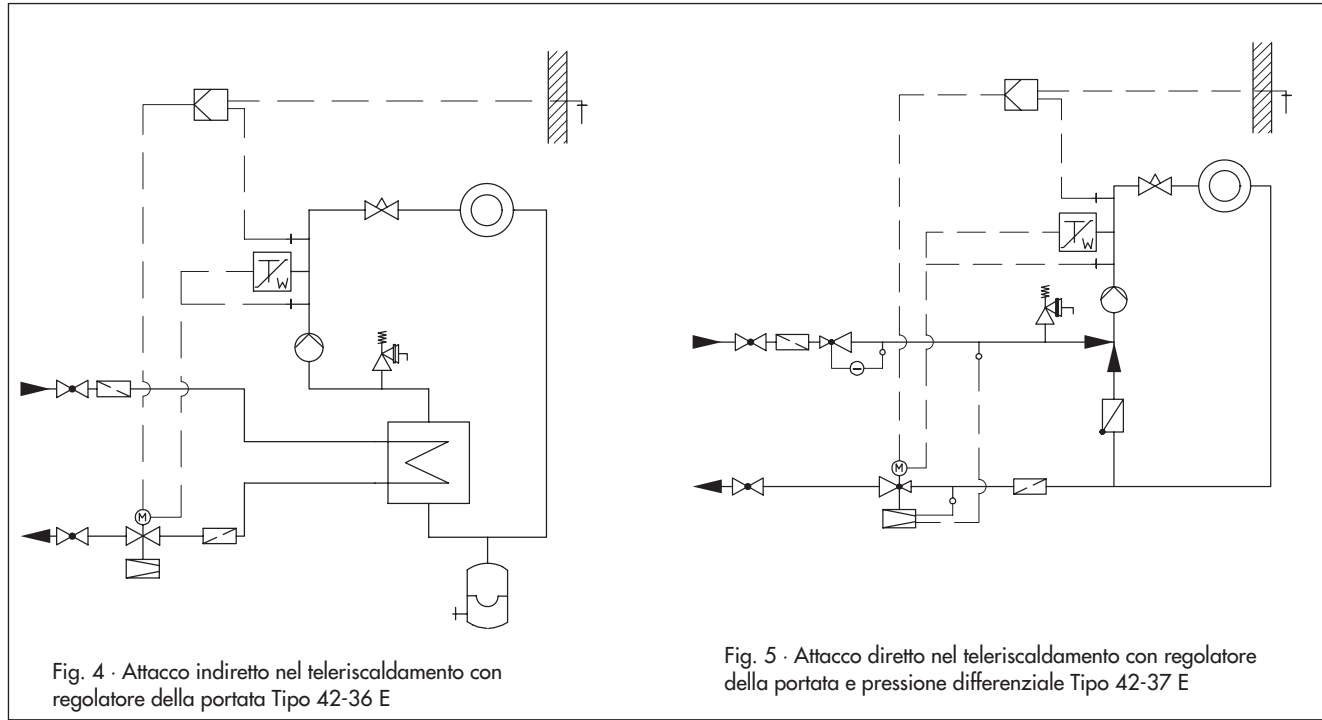 T
W
M
Fig. 4 · Attacco indiretto nel teleriscaldamento con
regolatore della portata Tipo 42-36 E
T
W
M
Fig. 5 · Attacco diretto nel teleriscaldamento con regolatore
della portata e pressione differenziale Tipo 42-37 E